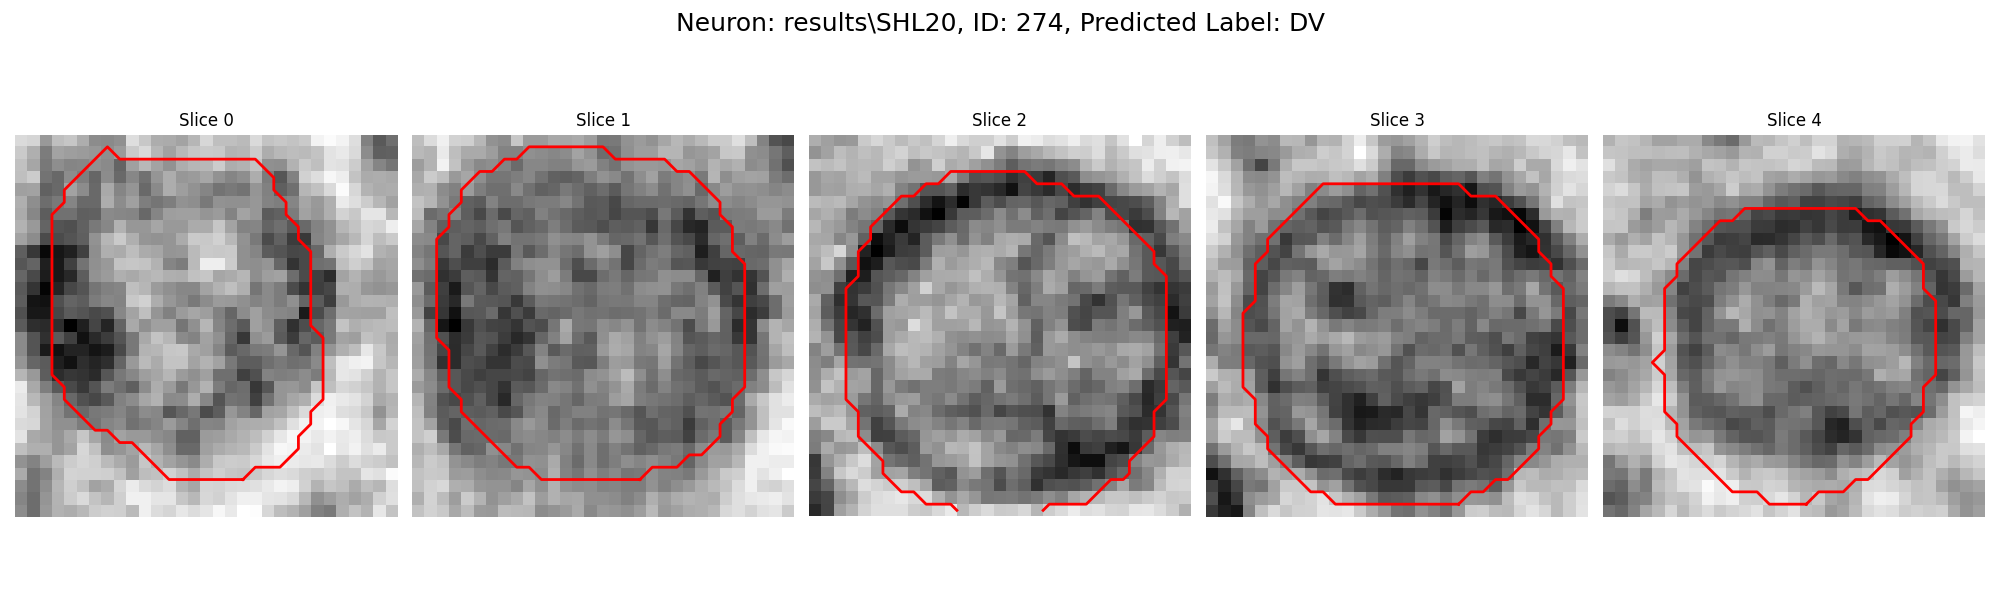 Neuron: results\SHL20, ID: 274, Predicted Label: DV
Slice 0
Slice 1
Slice 2
Slice 3
Slice 4